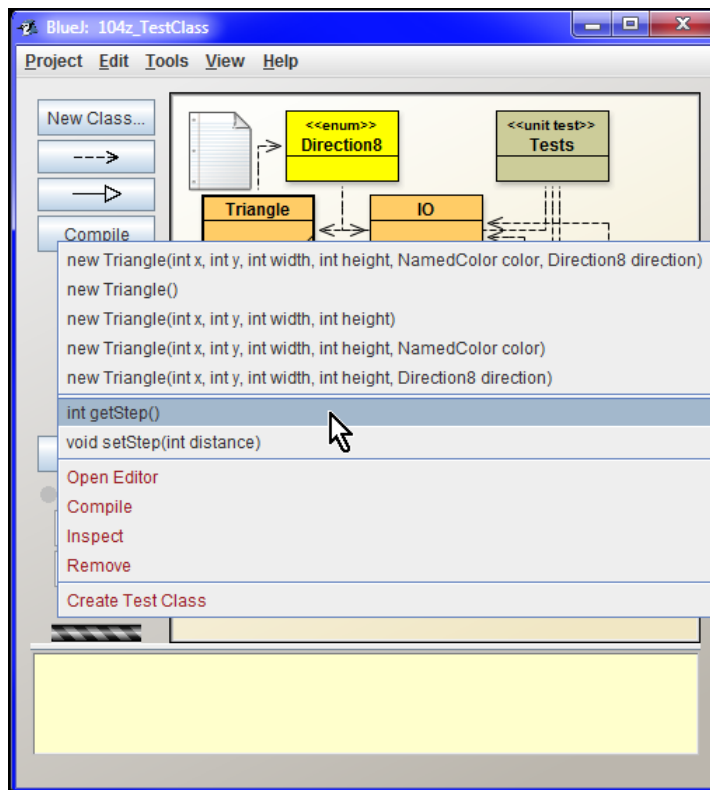 BlueJ: 104z_TestClass
Project Edit Tools View Help
New Class...
<<enum>>
Direction8
<<unit test>>
Tests
Triangle
IO
Compile
new Triangle(int x, int y, int width, int height, NamedColor color, Direction8 direction)
new Triangle()
new Triangle(int x, int y, int width, int height)
new Triangle(int x, int y, int width, int height, NamedColor color)
new Triangle(int x, int y, int width, int height, Direction8 direction)
int getStep()
void setStep(int distance)
Open Editor
Compile
Inspect
Remove
Create Test Class